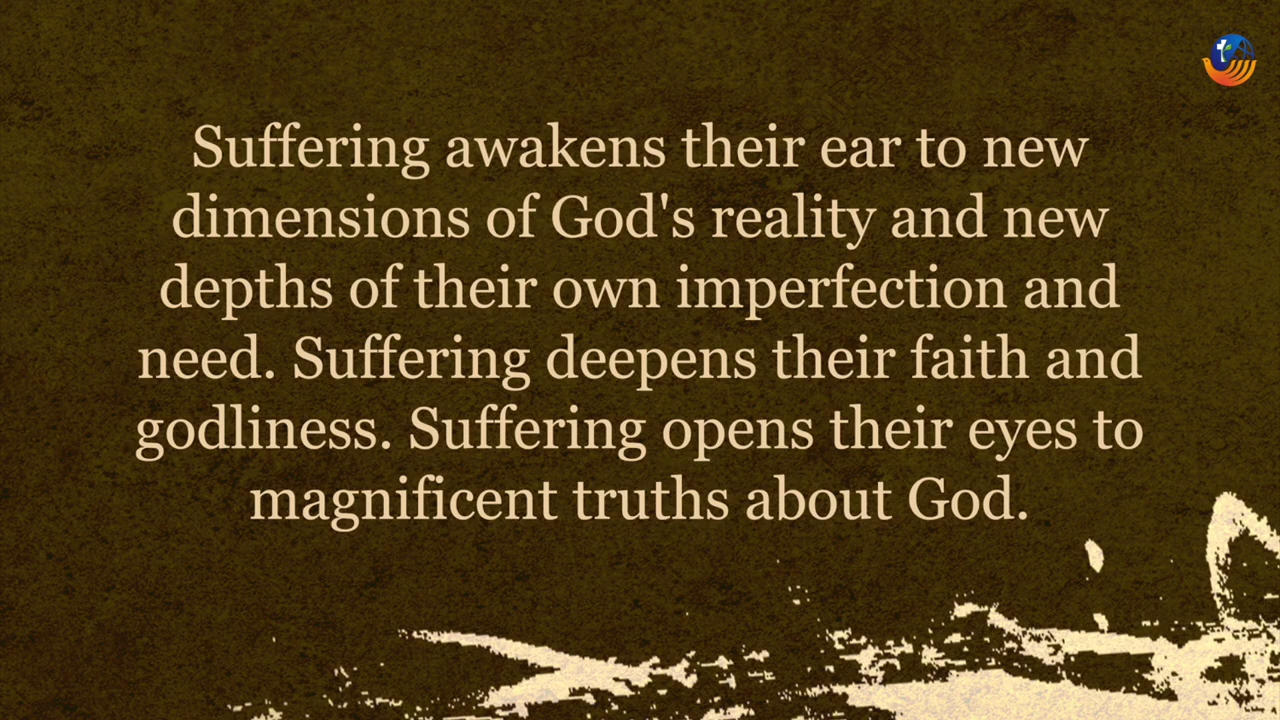 Suffering awakens their ear to new
dimensions of God's reality and new
depths of their own imperfection and
need. Suffering deepens their faith and
godliness. Suffering opens their eyes to
magnificent truths about God.